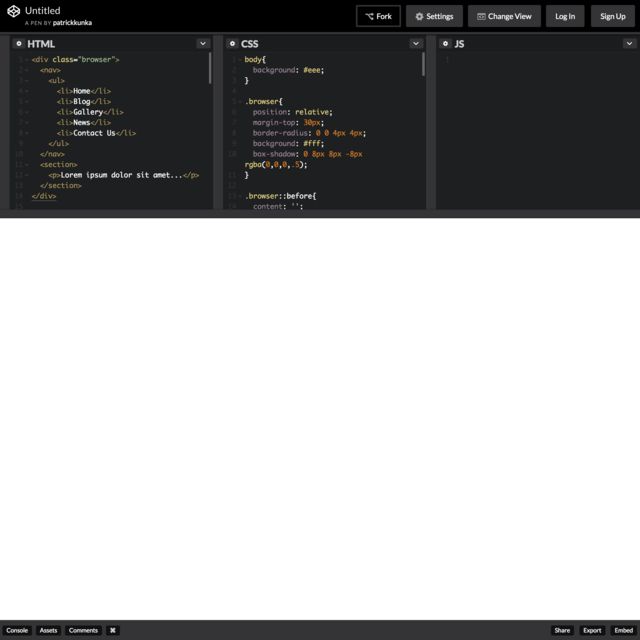 Untitled
A PEN BY patrickkunka
Fork
Settings
Change View
Log In
Sign Up
HTML
1 <div class="browser">
2 <nav>
3 <ul>
4 <li>Home</li>
5 <li>Blog</li>
6 <li>Gallery</li>
7 <li>News</li>
8 <li>Contact Us</li>
9 </ul>
10 </nav>
11 <section>
12 <p>Lorem ipsum dolor sit amet...</p>
13 </section>
14 </div>
15
CSS
1 body{
2 background: #eee;
3 }
4
5 .browser{
6 position: relative;
7 margin-top: 30px;
8 border-radius: 0 0 4px 4px;
9 background: #fff;
10 box-shadow: 0 8px 8px -8px
rgba(0,0,0,.5);
11 }
12
13 .browser::before{
14 content: '';
JS
1
Console
Assets
Comments
⌘
Share
Export
Embed